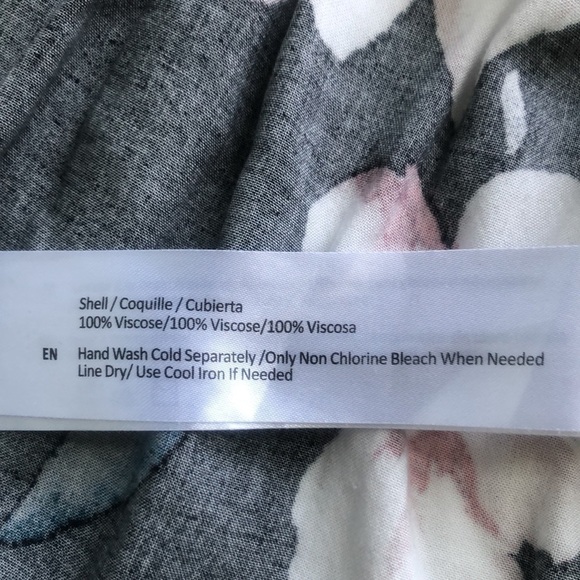 Shell / Coquille / Cubierta
100% Viscose/100% Viscose/100% Viscosa
EN Hand Wash Cold Separately /Only Non Chlorine Bleach When Needed
Line Dry/ Use Cool Iron If Needed